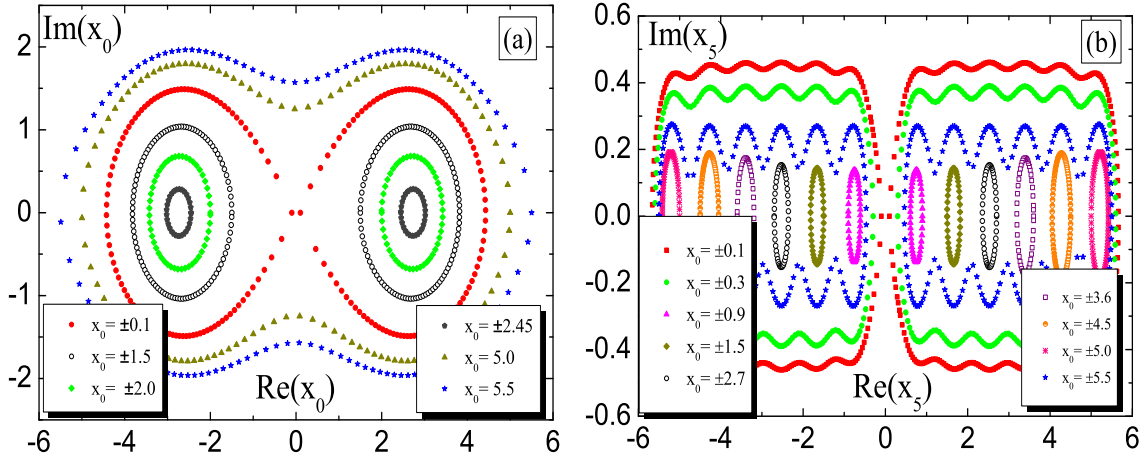 Im(x0)
(a)
2
1
0
-1
-2
x0= ±0.1
x0= ±1.5
x0= ±2.0
x0= ±2.45
x0= 5.0
x0= 5.5
Re(x0)
-6 -4 -2 0 2 4 6
Im(x5)
(b)
0.6
0.4
0.2
0.0
-0.2
-0.4
-0.6
x0= ±0.1
x0= ±0.3
x0= ±0.9
x0= ±1.5
x0= ±2.7
x0= ±3.6
x0= ±4.5
x0= ±5.0
x0= ±5.5
Re(x5)
-6 -4 -2 0 2 4 6